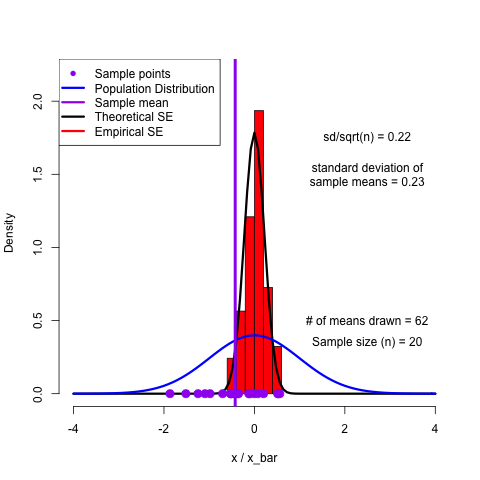 Sample points
Population Distribution
Sample mean
Theoretical SE
Empirical SE
sd/sqrt(n) = 0.22
standard deviation of
sample means = 0.23
# of means drawn = 62
Sample size (n) = 20
Density
2.0
1.5
1.0
0.5
0.0
-4
-2
0
2
4
x / x_bar